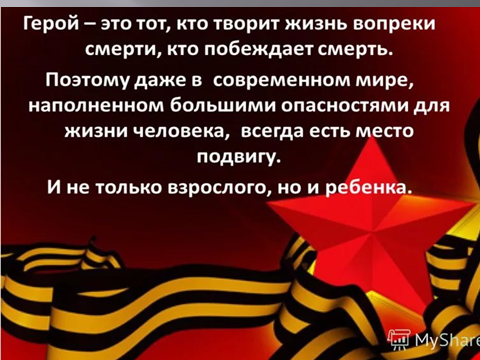 Герой – это тот, кто творит жизнь вопреки
смерти, кто побеждает смерть.
Поэтому даже в современном мире,
наполненном большими опасностями для
жизни человека, всегда есть место
подвигу.
И не только взрослого, но и ребенка.
MyShare